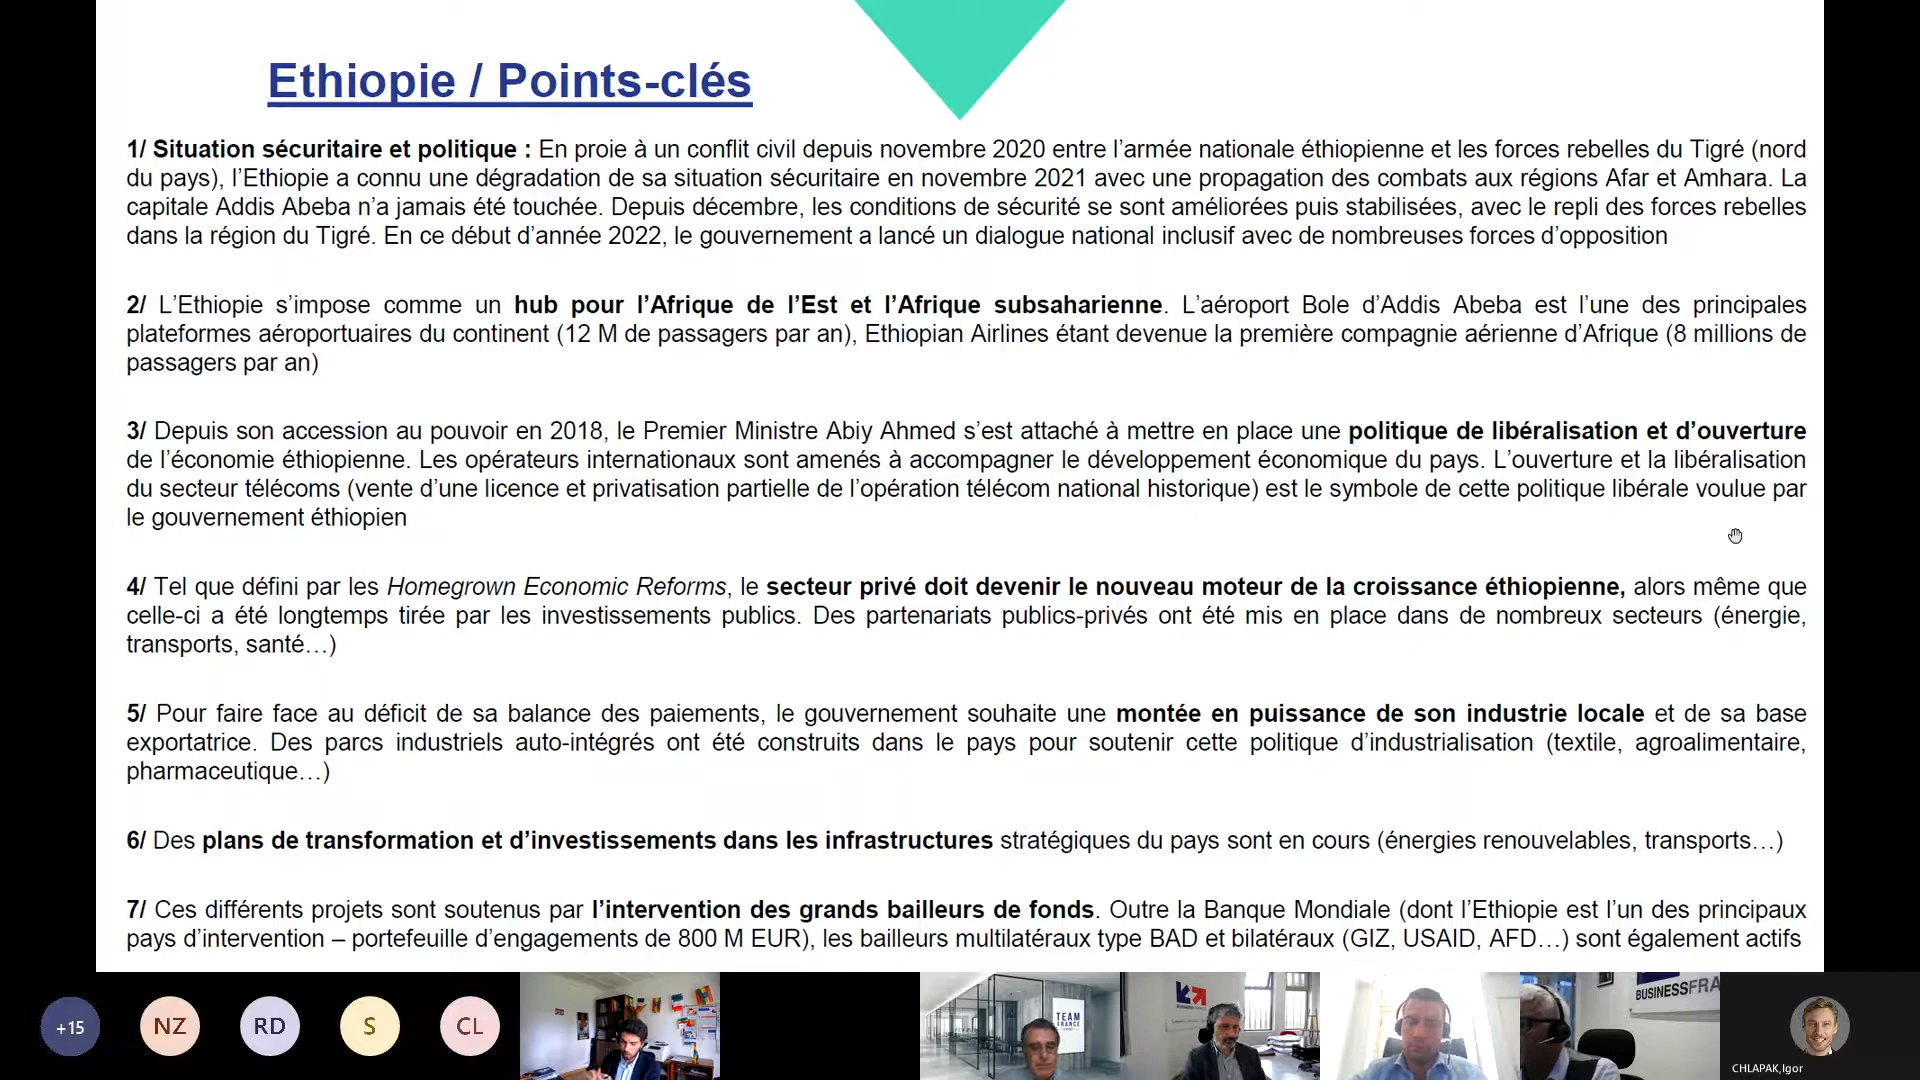 Ethiopie / Points-clés
1/ Situation sécuritaire et politique : En proie à un conflit civil depuis novembre 2020 entre l’armée nationale éthiopienne et les forces rebelles du Tigré (nord
du pays), l’Ethiopie a connu une dégradation de sa situation sécuritaire en novembre 2021 avec une propagation des combats aux régions Afar et Amhara. La
capitale Addis Abeba n’a jamais été touchée. Depuis décembre, les conditions de sécurité se sont améliorées puis stabilisées, avec le repli des forces rebelles
dans la région du Tigré. En ce début d’année 2022, le gouvernement a lancé un dialogue national inclusif avec de nombreuses forces d’opposition
2/ L’Ethiopie s’impose comme un hub pour l’Afrique de l’Est et l’Afrique subsaharienne. L’aéroport Bole d’Addis Abeba est l’une des principales
plateformes aéroportuaires du continent (12 M de passagers par an), Ethiopian Airlines étant devenue la première compagnie aérienne d’Afrique (8 millions de
passagers par an)
3/ Depuis son accession au pouvoir en 2018, le Premier Ministre Abiy Ahmed s’est attaché à mettre en place une politique de libéralisation et d’ouverture
de l’économie éthiopienne. Les opérateurs internationaux sont amenés à accompagner le développement économique du pays. L’ouverture et la libéralisation
du secteur télécoms (vente d’une licence et privatisation partielle de l’opération télécom national historique) est le symbole de cette politique libérale voulue par
le gouvernement éthiopien
4/ Tel que défini par les Homegrown Economic Reforms, le secteur privé doit devenir le nouveau moteur de la croissance éthiopienne, alors même que
celle-ci a été longtemps tirée par les investissements publics. Des partenariats publics-privés ont été mis en place dans de nombreux secteurs (énergie,
transports, santé…)
5/ Pour faire face au déficit de sa balance des paiements, le gouvernement souhaite une montée en puissance de son industrie locale et de sa base
exportatrice. Des parcs industriels auto-intégrés ont été construits dans le pays pour soutenir cette politique d’industrialisation (textile, agroalimentaire,
pharmaceutique…)
6/ Des plans de transformation et d’investissements dans les infrastructures stratégiques du pays sont en cours (énergies renouvelables, transports…)
7/ Ces différents projets sont soutenus par l’intervention des grands bailleurs de fonds. Outre la Banque Mondiale (dont l’Ethiopie est l’un des principaux
pays d’intervention – portefeuille d’engagements de 800 M EUR), les bailleurs multilatéraux type BAD et bilatéraux (GIZ, USAID, AFD…) sont également actifs
+15
NZ
RD
S
CL
TEAM
FRANCE
BUSINESSFRA
CHLAPAK,Igor